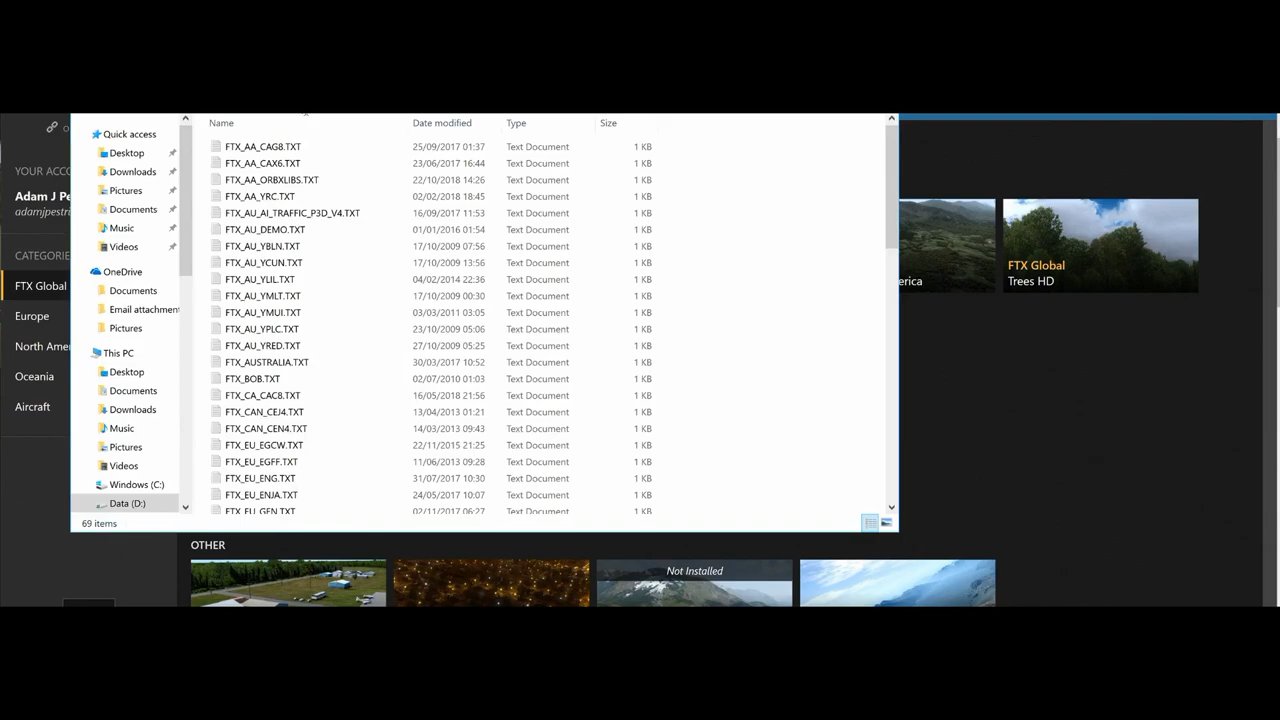 O
YOUR ACCO
Adam J Pe
adamjpestri
CATEGORIE
FTX Global
Europe
North Amer
Oceania
Aircraft
Quick access
Desktop
Downloads
Pictures
Documents
Music
Videos
OneDrive
Documents
Email attachment
Pictures
This PC
Desktop
Documents
Downloads
Music
Pictures
Videos
Windows (C:)
Data (D:)
69 items
Name Date modified Type Size
FTX_AA_CAG8.TXT 25/09/2017 01:37 Text Document 1 KB
FTX_AA_CAX6.TXT 23/06/2017 16:44 Text Document 1 KB
FTX_AA_ORBXLIBS.TXT 22/10/2018 14:26 Text Document 1 KB
FTX_AA_YRC.TXT 02/02/2018 18:45 Text Document 1 KB
FTX_AU_AI_TRAFFIC_P3D_V4.TXT 16/09/2017 11:53 Text Document 1 KB
FTX_AU_DEMO.TXT 01/01/2016 01:54 Text Document 1 KB
FTX_AU_YBLN.TXT 17/10/2009 07:56 Text Document 1 KB
FTX_AU_YCUN.TXT 17/10/2009 13:56 Text Document 1 KB
FTX_AU_YLIL.TXT 04/02/2014 22:36 Text Document 1 KB
FTX_AU_YMLT.TXT 17/10/2009 00:30 Text Document 1 KB
FTX_AU_YMUI.TXT 03/03/2011 03:05 Text Document 1 KB
FTX_AU_YPLC.TXT 23/10/2009 05:06 Text Document 1 KB
FTX_AU_YRED.TXT 27/10/2009 05:25 Text Document 1 KB
FTX_AUSTRALIA.TXT 30/03/2017 10:52 Text Document 1 KB
FTX_BOB.TXT 02/07/2010 01:03 Text Document 1 KB
FTX_CA_CAC8.TXT 16/05/2018 21:56 Text Document 1 KB
FTX_CAN_CEJ4.TXT 13/04/2013 01:21 Text Document 1 KB
FTX_CAN_CEN4.TXT 14/03/2013 09:43 Text Document 1 KB
FTX_EU_EGCW.TXT 22/11/2015 21:25 Text Document 1 KB
FTX_EU_EGFF.TXT 11/06/2013 09:28 Text Document 1 KB
FTX_EU_ENG.TXT 31/07/2017 10:30 Text Document 1 KB
FTX_EU_ENJA.TXT 24/05/2017 10:07 Text Document 1 KB
FTX_EU_GEN.TXT 02/11/2017 06:27 Text Document 1 KB
erica
FTX Global
Trees HD
OTHER
Not Installed